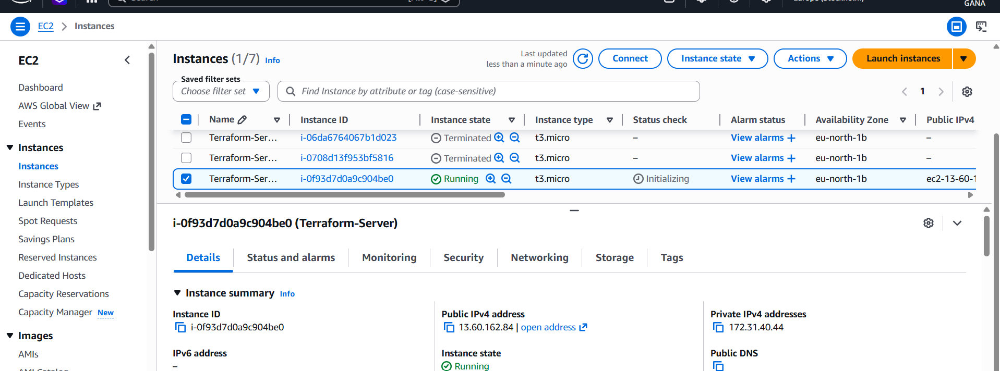 GANA
EC2 Instances
EC2
Dashboard
AWS Global View
Events
Instances
Instances
Instance Types
Launch Templates
Spot Requests
Savings Plans
Reserved Instances
Dedicated Hosts
Capacity Reservations
Capacity Manager New
Images
AMIs
AMI Catalog
Instances (1/7) Info
Last updated
less than a minute ago
Connect
Instance state
Actions
Launch instances
Saved filter sets
Choose filter set
Find Instance by attribute or tag (case-sensitive)
1
Name Instance ID Instance state Instance type Status check Alarm status Availability Zone Public IPv4
Terraform-Ser... i-06da6764067b1d023 Terminated t3.micro – View alarms + eu-north-1b –
Terraform-Ser... i-0708d13f953bf5816 Terminated t3.micro – View alarms + eu-north-1b –
Terraform-Ser... i-0f93d7d0a9c904be0 Running t3.micro Initializing View alarms + eu-north-1b ec2-13-60-1
i-0f93d7d0a9c904be0 (Terraform-Server)
Details Status and alarms Monitoring Security Networking Storage Tags
Instance summary Info
Instance ID
i-0f93d7d0a9c904be0
Public IPv4 address
13.60.162.84 | open address
Private IPv4 addresses
172.31.40.44
IPv6 address
–
Instance state
Running
Public DNS